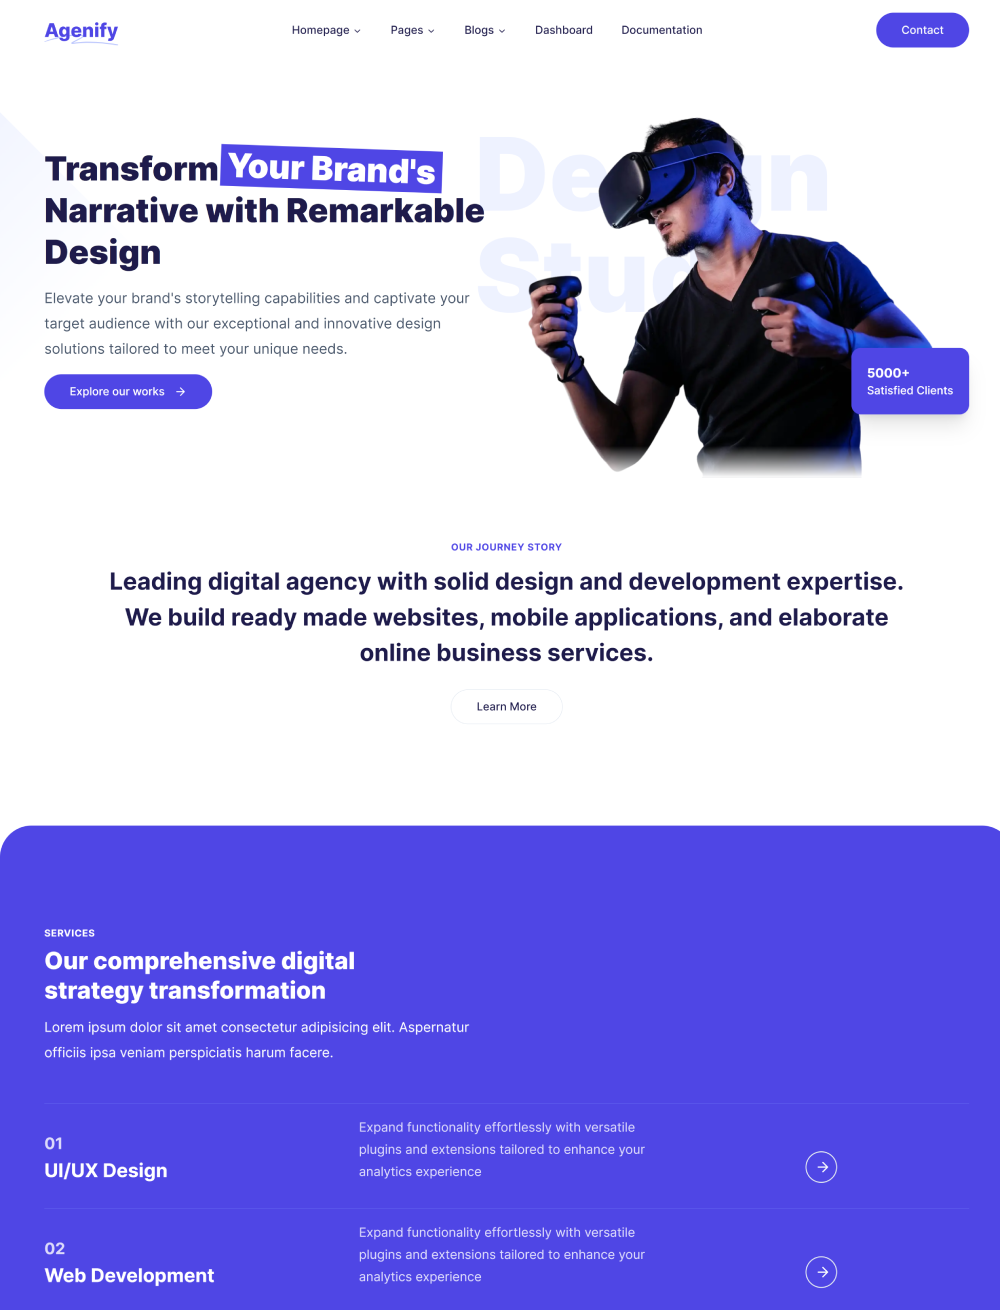 Agenify
Homepage
Pages
Blogs
Dashboard
Documentation
Contact
Transform Your Brand's
Narrative with Remarkable
Design
Elevate your brand's storytelling capabilities and captivate your
target audience with our exceptional and innovative design
solutions tailored to meet your unique needs.
Explore our works
Design
Studio
5000+
Satisfied Clients
OUR JOURNEY STORY
Leading digital agency with solid design and development expertise.
We build ready made websites, mobile applications, and elaborate
online business services.
Learn More
SERVICES
Our comprehensive digital
strategy transformation
Lorem ipsum dolor sit amet consectetur adipisicing elit. Aspernatur
officiis ipsa veniam perspiciatis harum facere.
01
UI/UX Design
Expand functionality effortlessly with versatile
plugins and extensions tailored to enhance your
analytics experience
02
Web Development
Expand functionality effortlessly with versatile
plugins and extensions tailored to enhance your
analytics experience